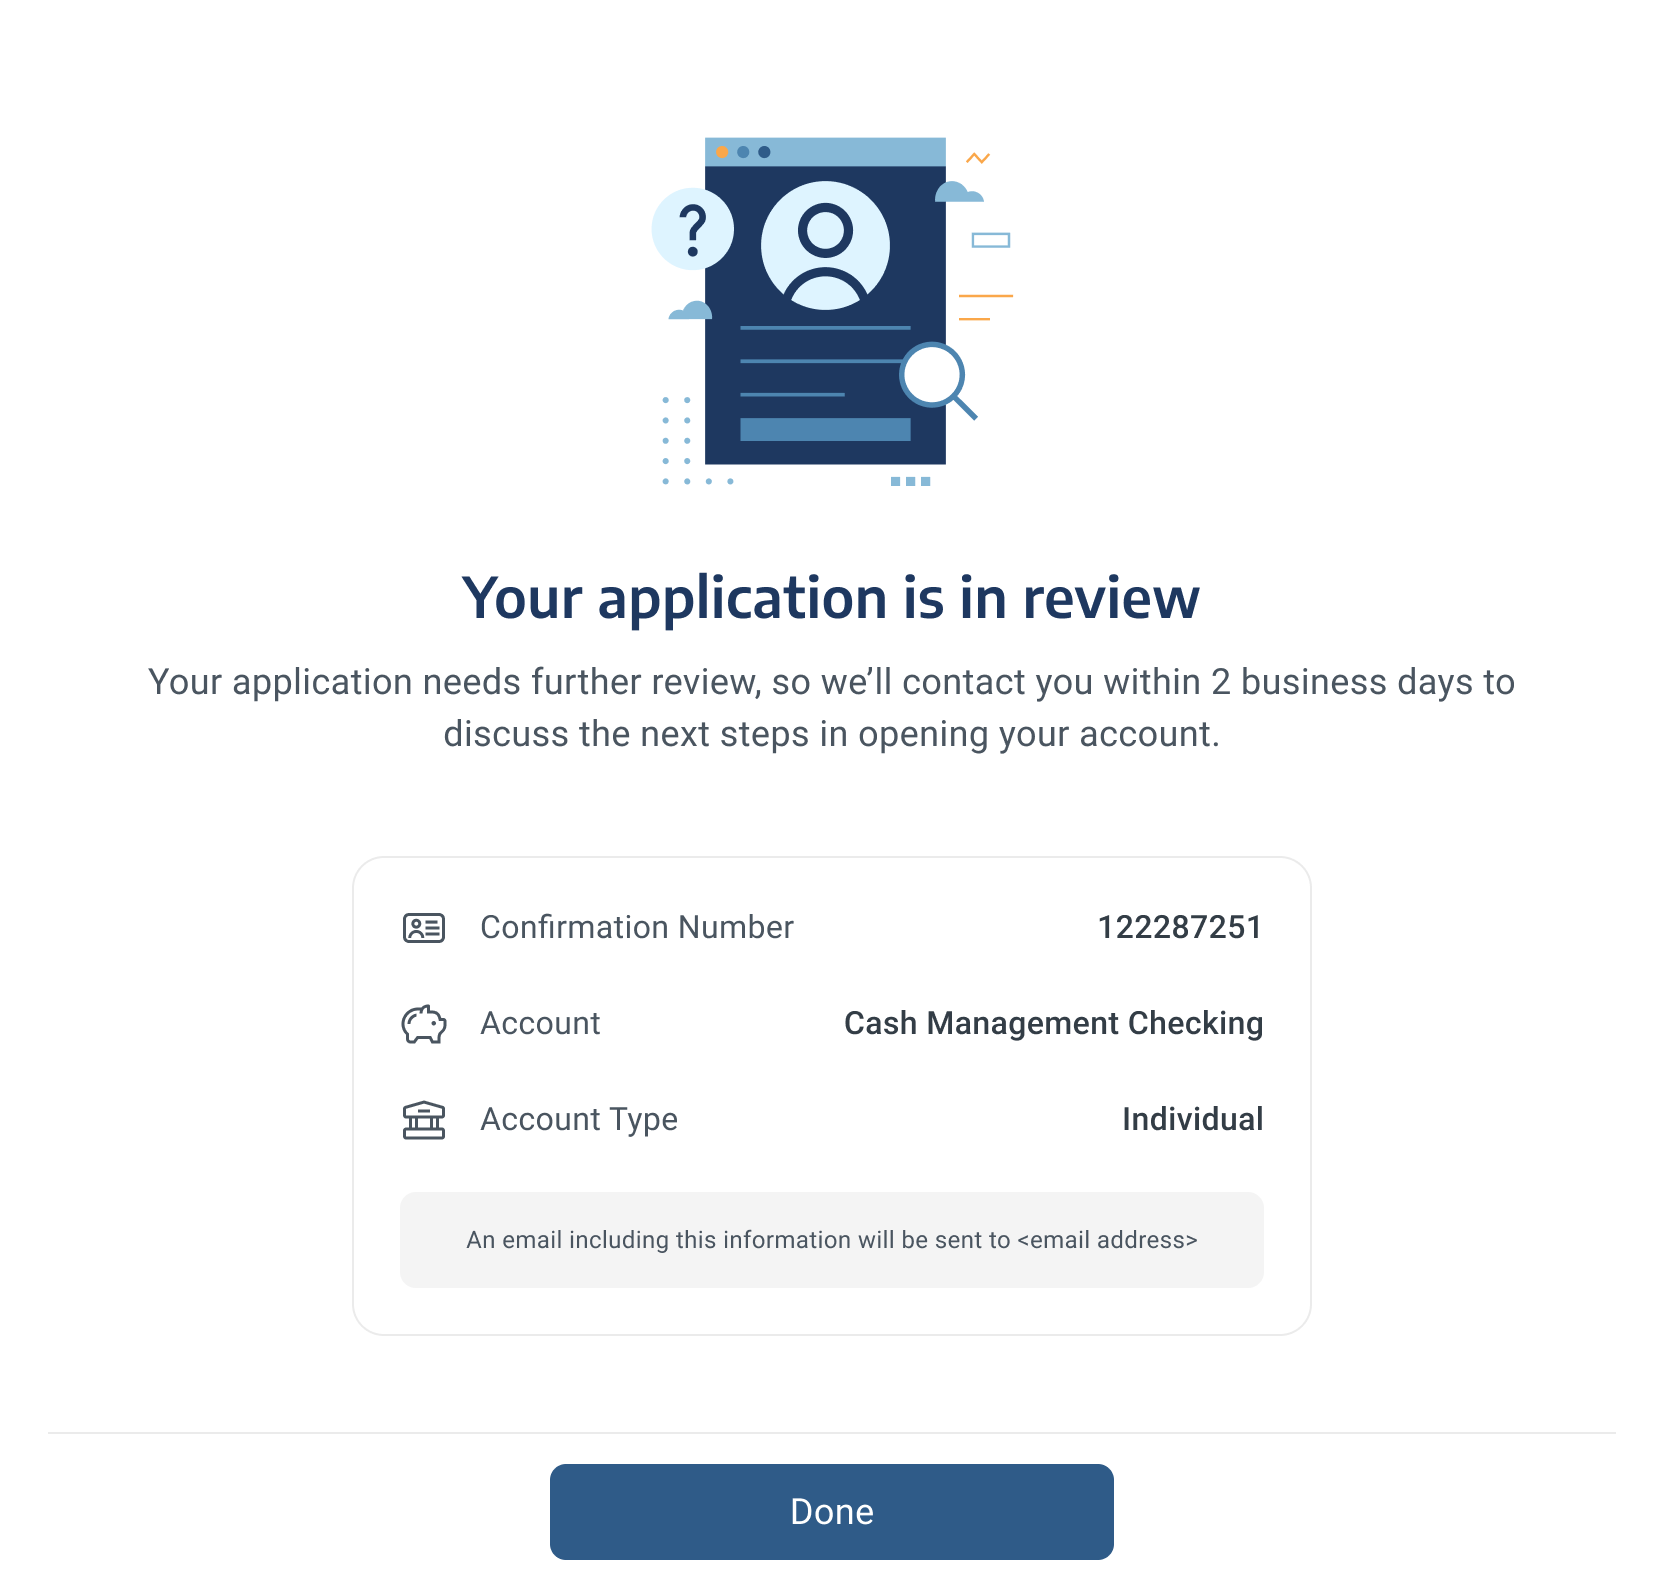 ?
Your application is in review
Your application needs further review, so we’ll contact you within 2 business days to
discuss the next steps in opening your account.
Confirmation Number 122287251
Account Cash Management Checking
Account Type Individual
An email including this information will be sent to <email address>
Done